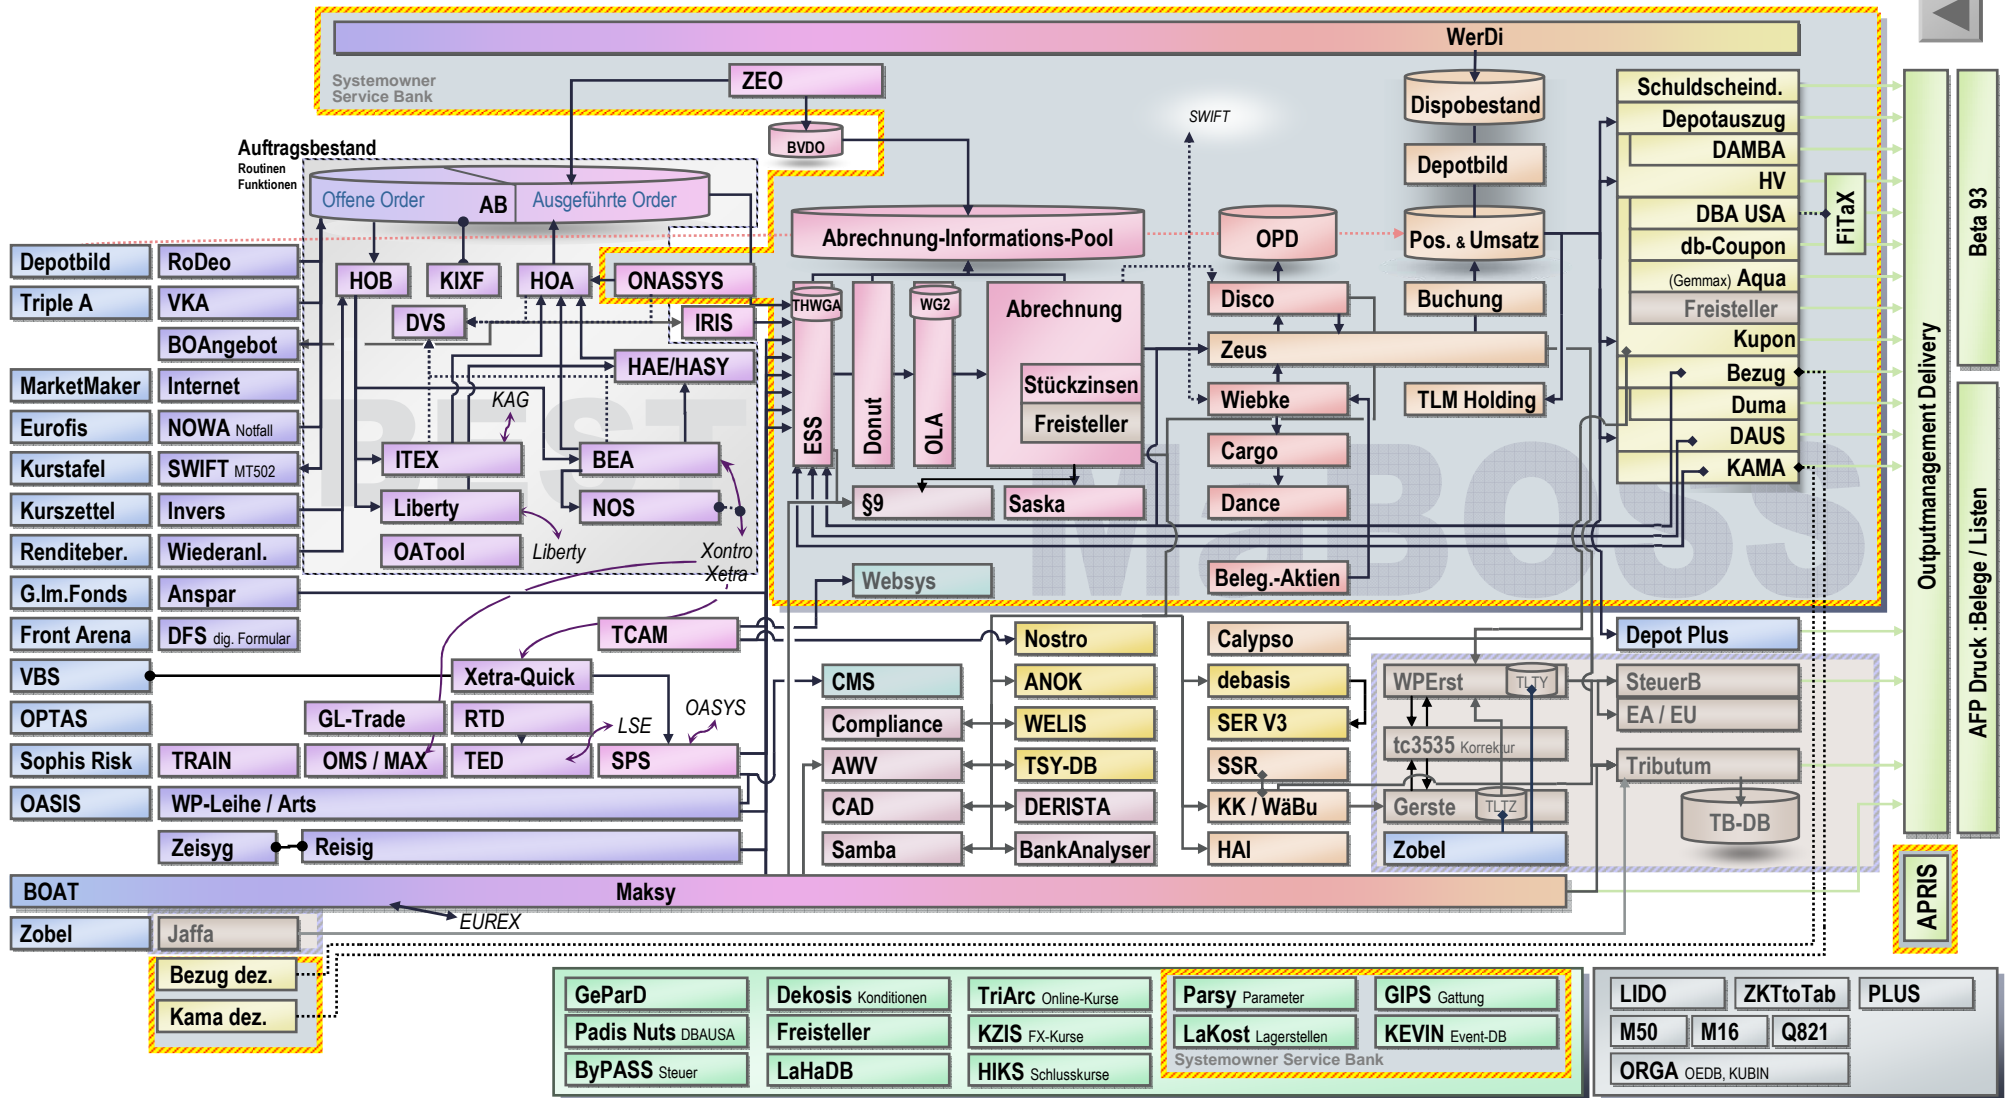 WerDi
Systemowner
Service Bank
ZEO
BVDO
SWIFT
Dispobestand
Depotbild
Schuldscheind.
Depotauszug
DAMBA
HV
DBA USA
db-Coupon
(Gemmax) Aqua
Freisteller
Kupon
Bezug
Duma
DAUS
KAMA
FiTaX
Outputmanagement Delivery
Beta 93
AFP Druck :Belege / Listen
APRIS
Auftragsbestand
Routinen
Funktionen
Offene Order
AB
Ausgeführte Order
Abrechnung-Informations-Pool
OPD
Pos. & Umsatz
Depotbild
RoDeo
HOB
KIXF
HOA
ONASSYS
Triple A
VKA
DVS
IRIS
BOAngebot
HAE/HASY
MarketMaker
Internet
KAG
Eurofis
NOWA Notfall
BEST
Kurstafel
SWIFT MT502
ITEX
BEA
Kurszettel
Invers
Liberty
NOS
Renditeber.
Wiederanl.
OATool
Liberty
Xontro
Xetra
G.Im.Fonds
Anspar
Front Arena
DFS dig. Formular
TCAM
THWGA
ESS
Donut
WG2
OLA
Abrechnung
Stückzinsen
Freisteller
§9
Saska
Websys
Disco
Buchung
Zeus
Wiebke
TLM Holding
Cargo
Dance
Beleg.-Aktien
MaBOSS
VBS
Xetra-Quick
OPTAS
GL-Trade
RTD
LSE
OASYS
Sophis Risk
TRAIN
OMS / MAX
TED
SPS
OASIS
WP-Leihe / Arts
Zeisyg
Reisig
Nostro
CMS
ANOK
Compliance
WELIS
AWV
TSY-DB
CAD
DERISTA
Samba
BankAnalyser
Calypso
debasis
SER V3
SSR
KK / WäBu
HAI
Depot Plus
WPErst
TLTY
SteuerB
EA / EU
tc3535 Korrektur
Tributum
Gerste
TLTZ
TB-DB
Zobel
BOAT
Maksy
Zobel
Jaffa
EUREX
Bezug dez.
Kama dez.
GeParD
Dekosis Konditionen
TriArc Online-Kurse
Parsy Parameter
GIPS Gattung
Padis Nuts DBAUSA
Freisteller
KZIS FX-Kurse
LaKost Lagerstellen
KEVIN Event-DB
ByPASS Steuer
LaHaDB
HIKS Schlusskurse
Systemowner Service Bank
LIDO
ZKTtoTab
PLUS
M50
M16
Q821
ORGA OEDB, KUBIN